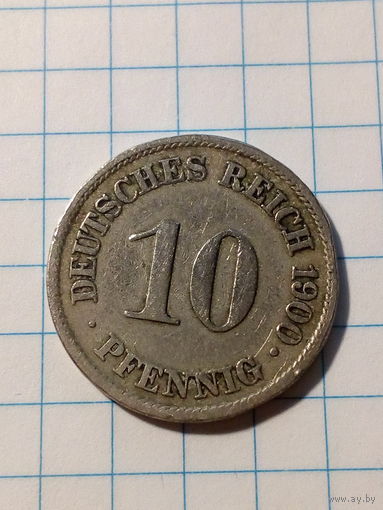 DEUTSCHES REICH 1900
10
· PFENNIG ·
www.ay.by